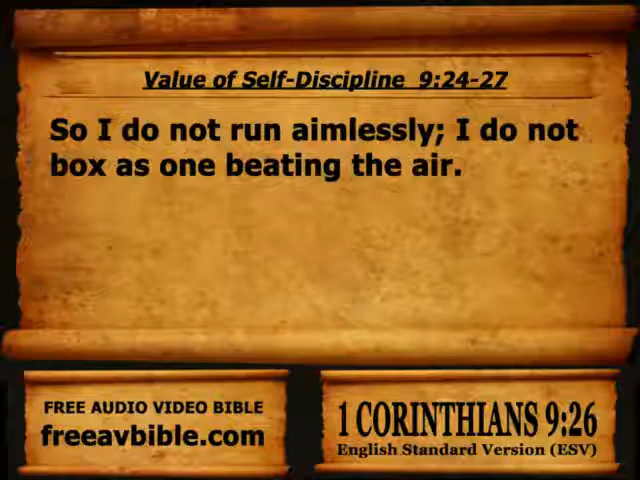 Value of Self-Discipline 9:24-27
So I do not run aimlessly; I do not
box as one beating the air.
FREE AUDIO VIDEO BIBLE
freeavbible.com
1 CORINTHIANS 9:26
English Standard Version (ESV)